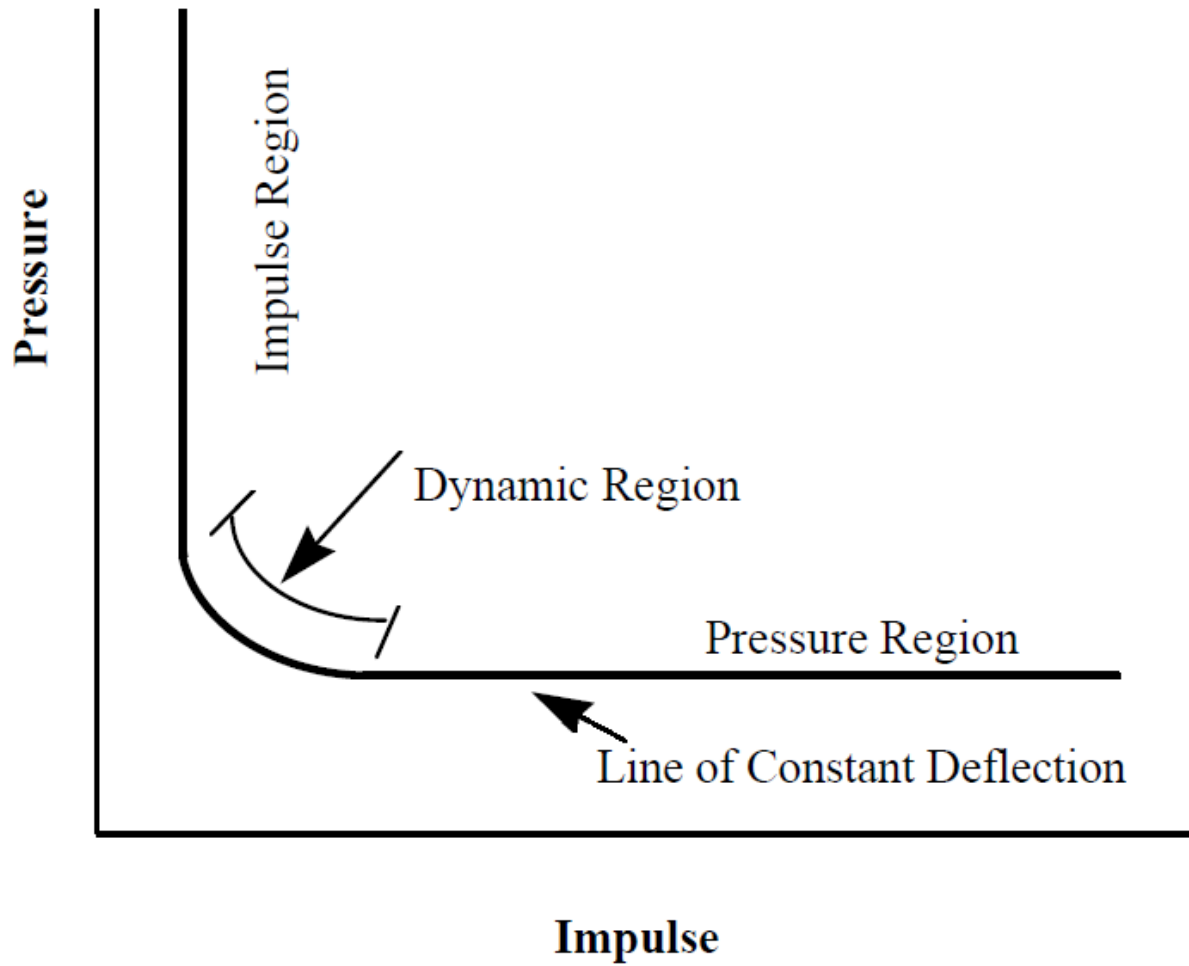 Pressure
Impulse Region
Dynamic Region
Pressure Region
Line of Constant Deflection
Impulse